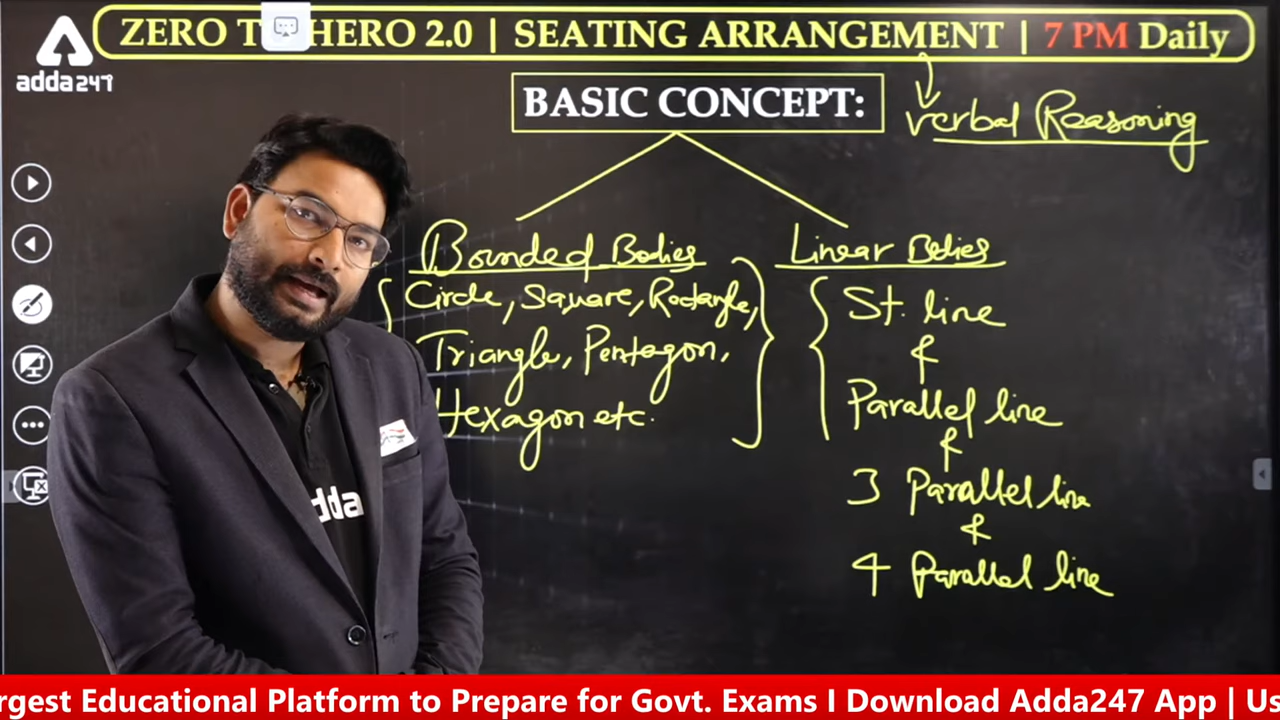 ZERO T HERO 2.0 | SEATING ARRANGEMENT | 7 PM Daily
adda247
BASIC CONCEPT:
verbal Reasoning
Bounded Bodies
Circle, Square, Rectangle,
Triangle, Pentagon,
Hexagon etc.
Linear Bodies
St. line
&
Parallel line
&
3 Parallel line
&
4 Parallel line
dda
rgest Educational Platform to Prepare for Govt. Exams I Download Adda247 App | Us